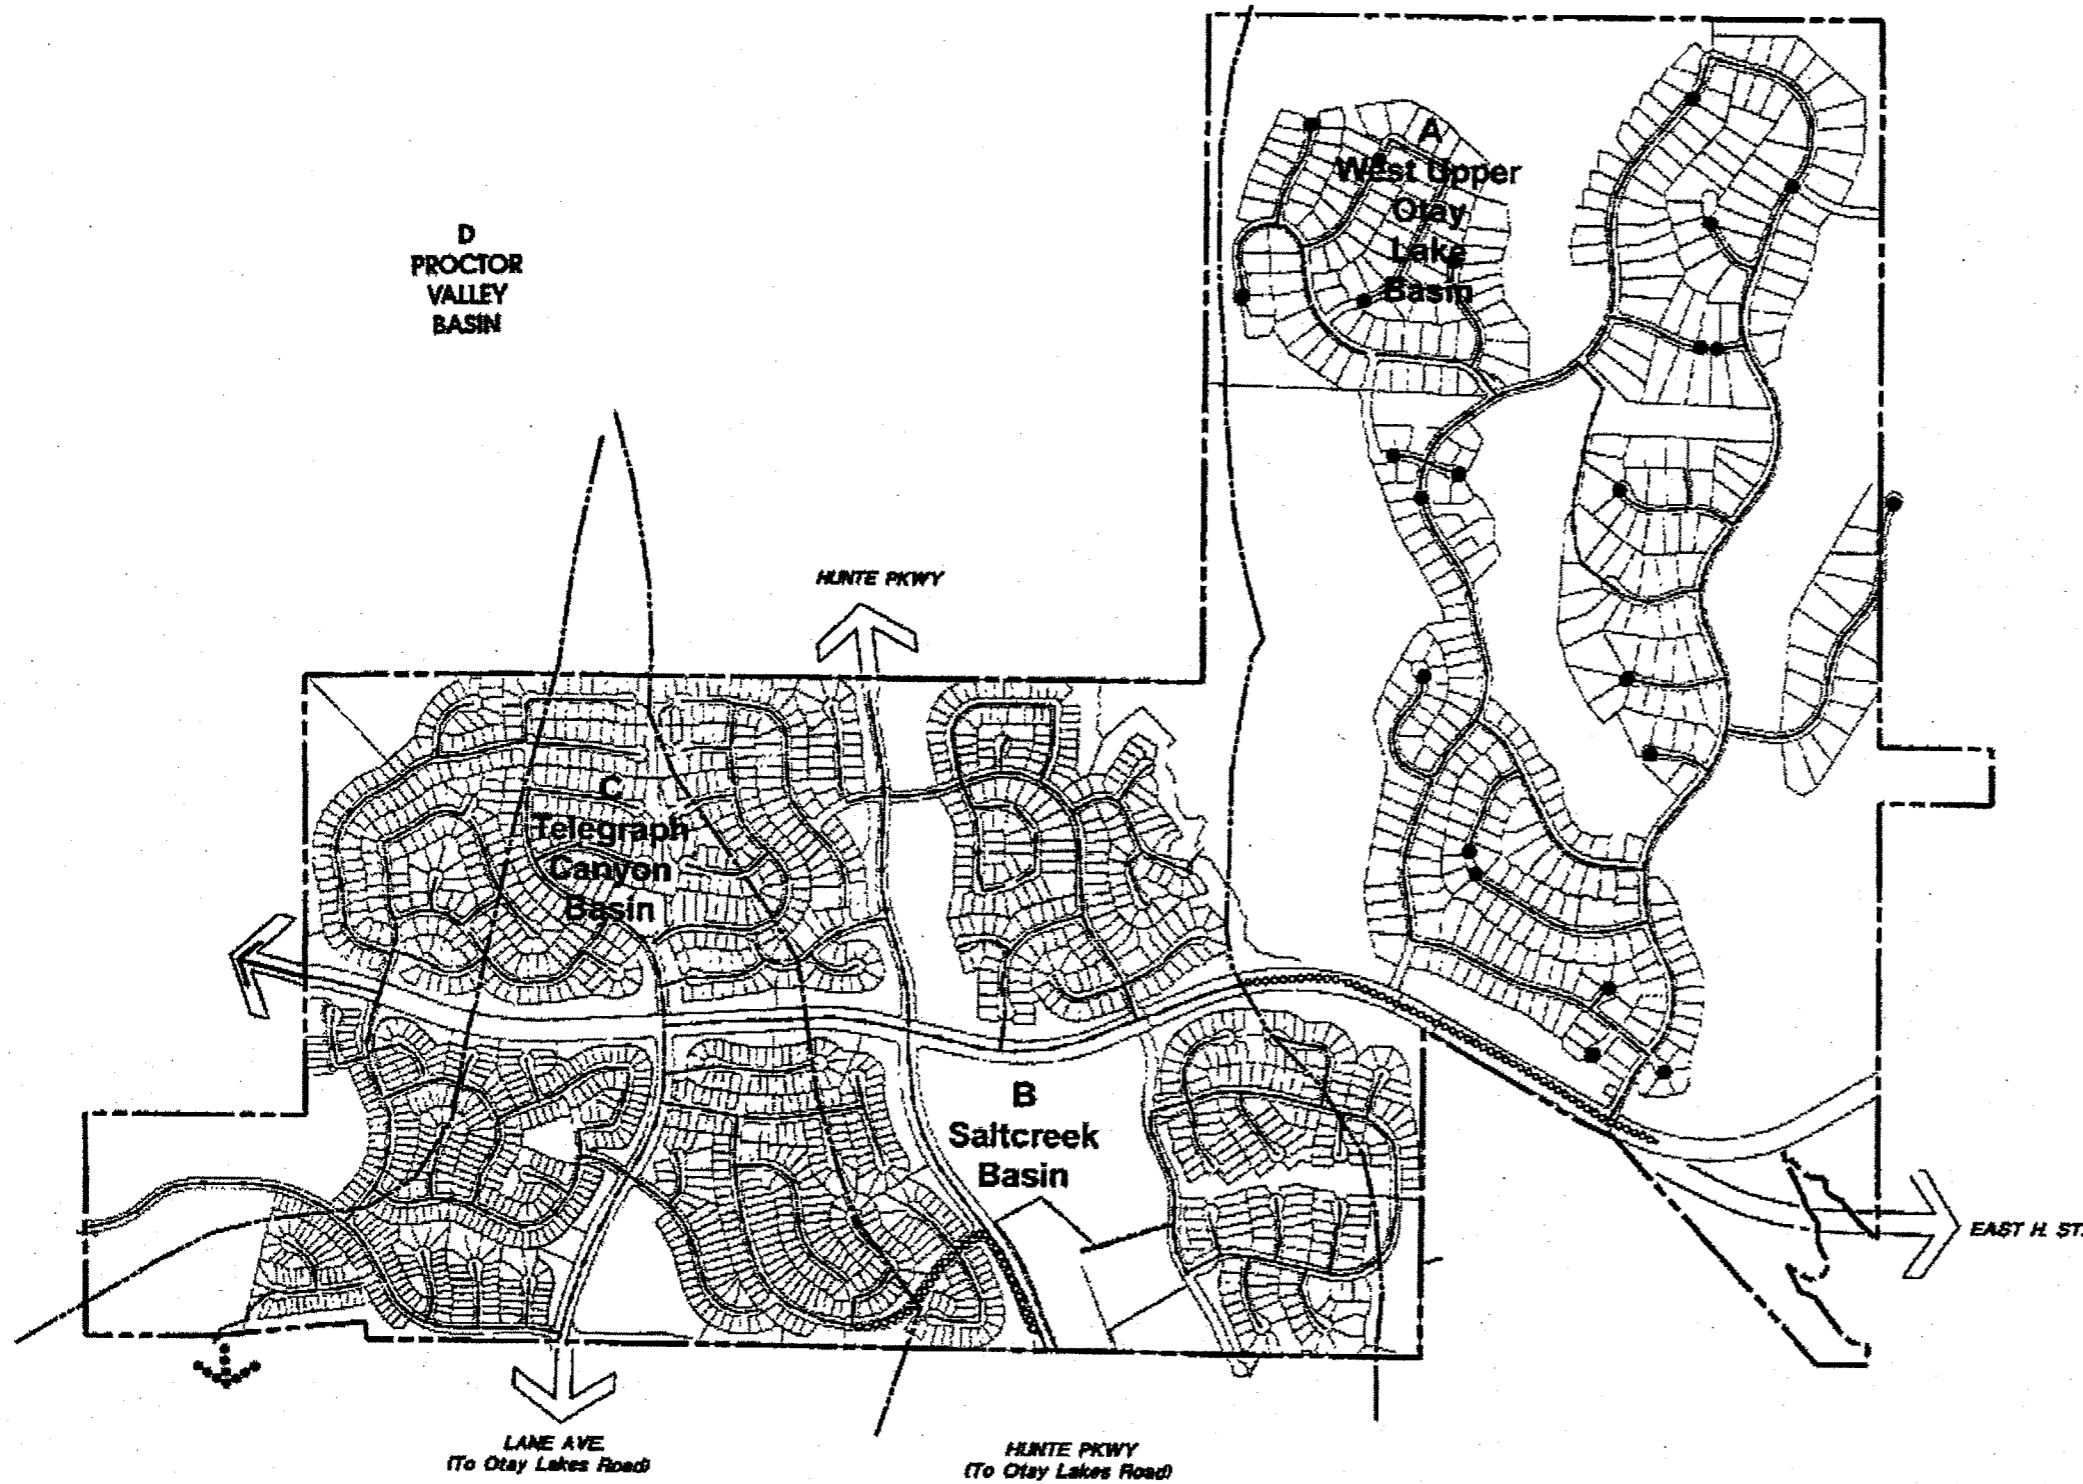 A
West Upper
Otay
Lake
Basin
D
PROCTOR
VALLEY
BASIN
HUNTE PKWY
C
Telegraph
Canyon
Basin
B
Saltcreek
Basin
EAST H. ST.
LANE AVE.
(To Otay Lakes Road)
HUNTE PKWY
(To Otay Lakes Road)